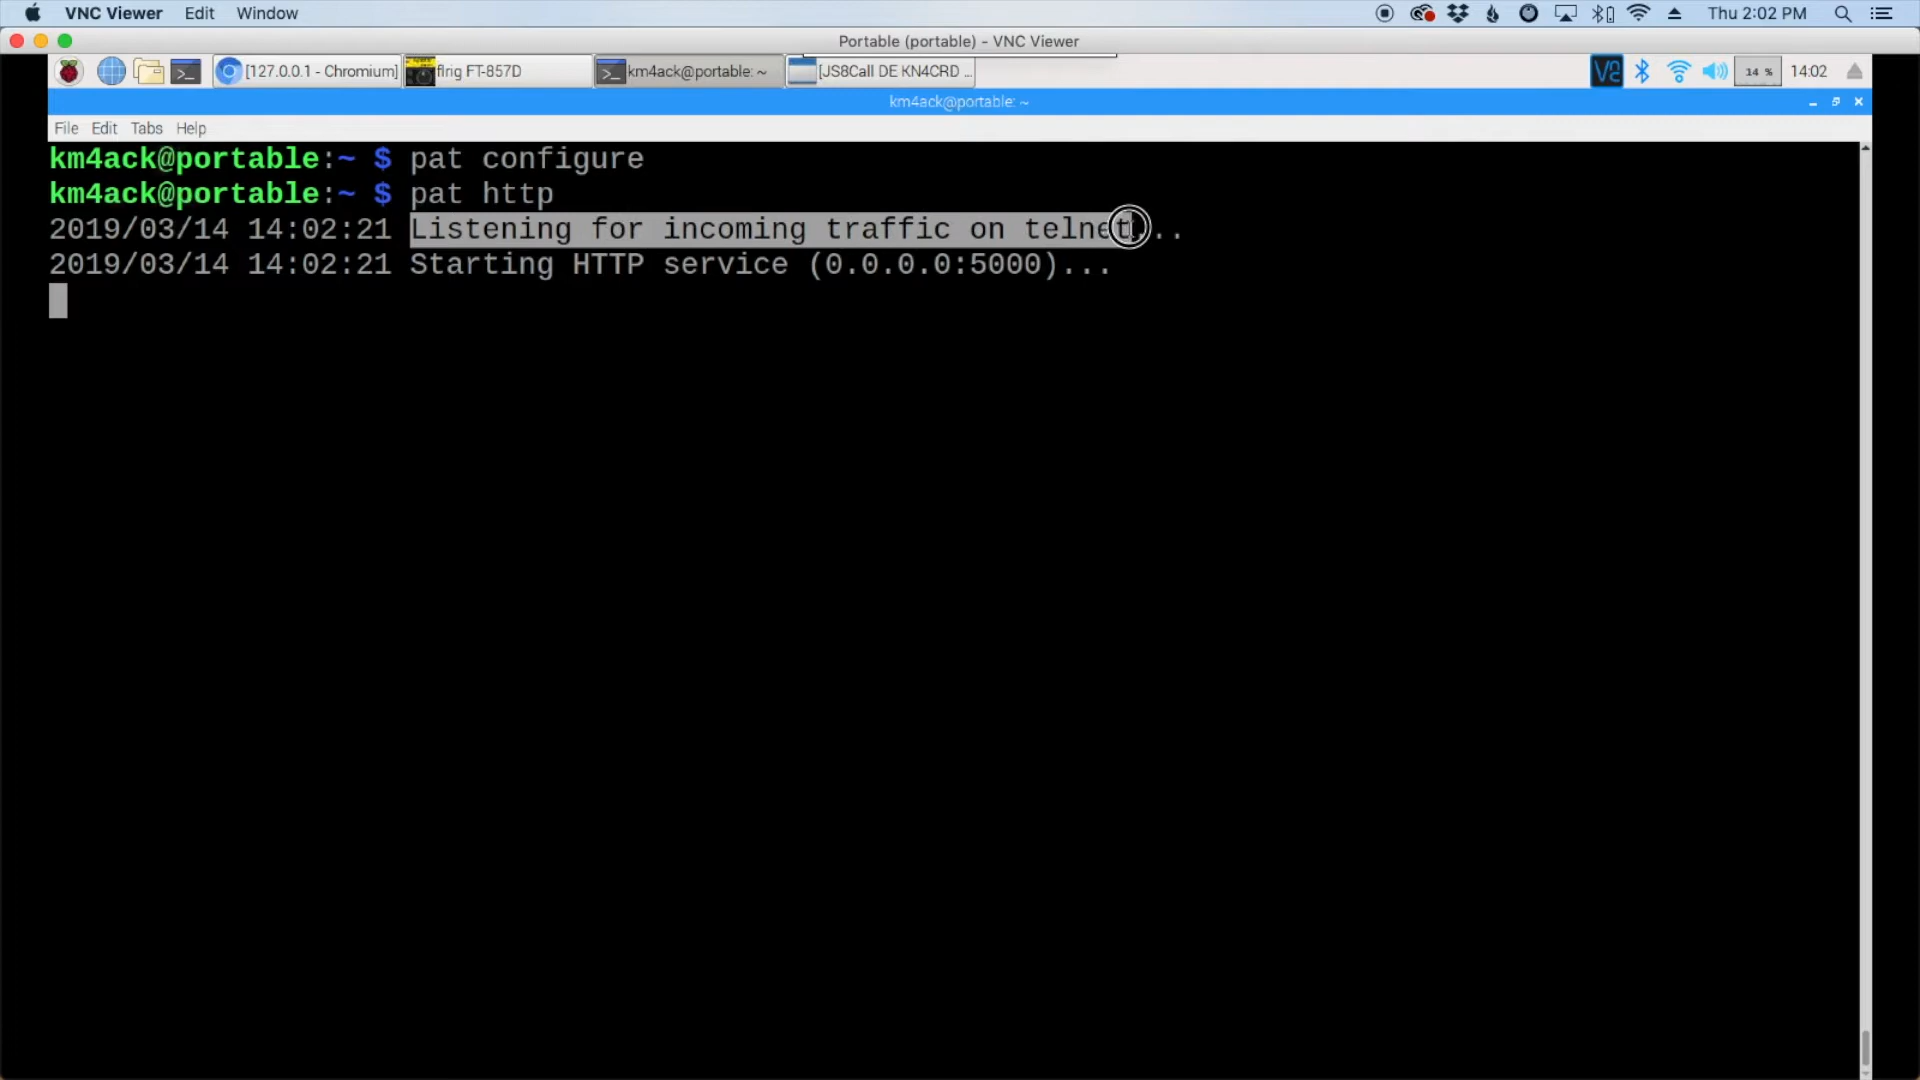 VNC Viewer Edit Window Thu 2:02 PM
Portable (portable) - VNC Viewer
[127.0.0.1 - Chromium] flrig FT-857D km4ack@portable: ~ [JS8Call DE KN4CRD ... 14 % 14:02
km4ack@portable: ~
File Edit Tabs Help
km4ack@portable:~ $ pat configure
km4ack@portable:~ $ pat http
2019/03/14 14:02:21 Listening for incoming traffic on telnet...
2019/03/14 14:02:21 Starting HTTP service (0.0.0.0:5000)...